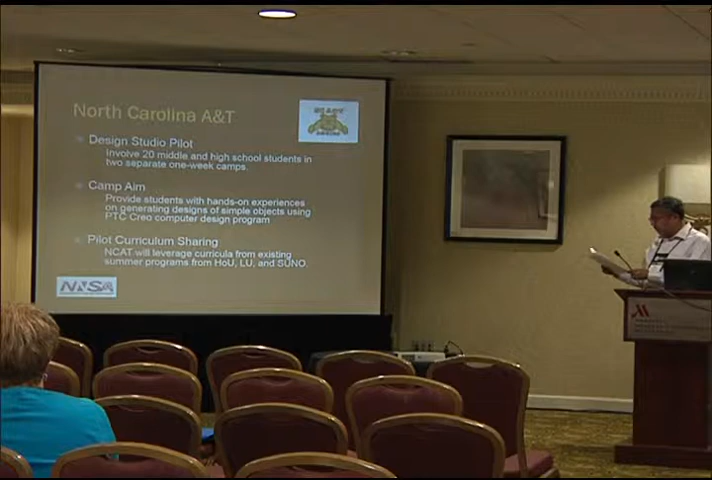 North Carolina A&T
Design Studio Pilot
Involve 20 middle and high school students in
two separate one-week camps.
Camp Aim
Provide students with hands-on experiences
on generating designs of simple objects using
PTC Creo computer design program
Pilot Curriculum Sharing
NCAT will leverage curricula from existing
summer programs from HoU, LU, and SUNO.
NNSA